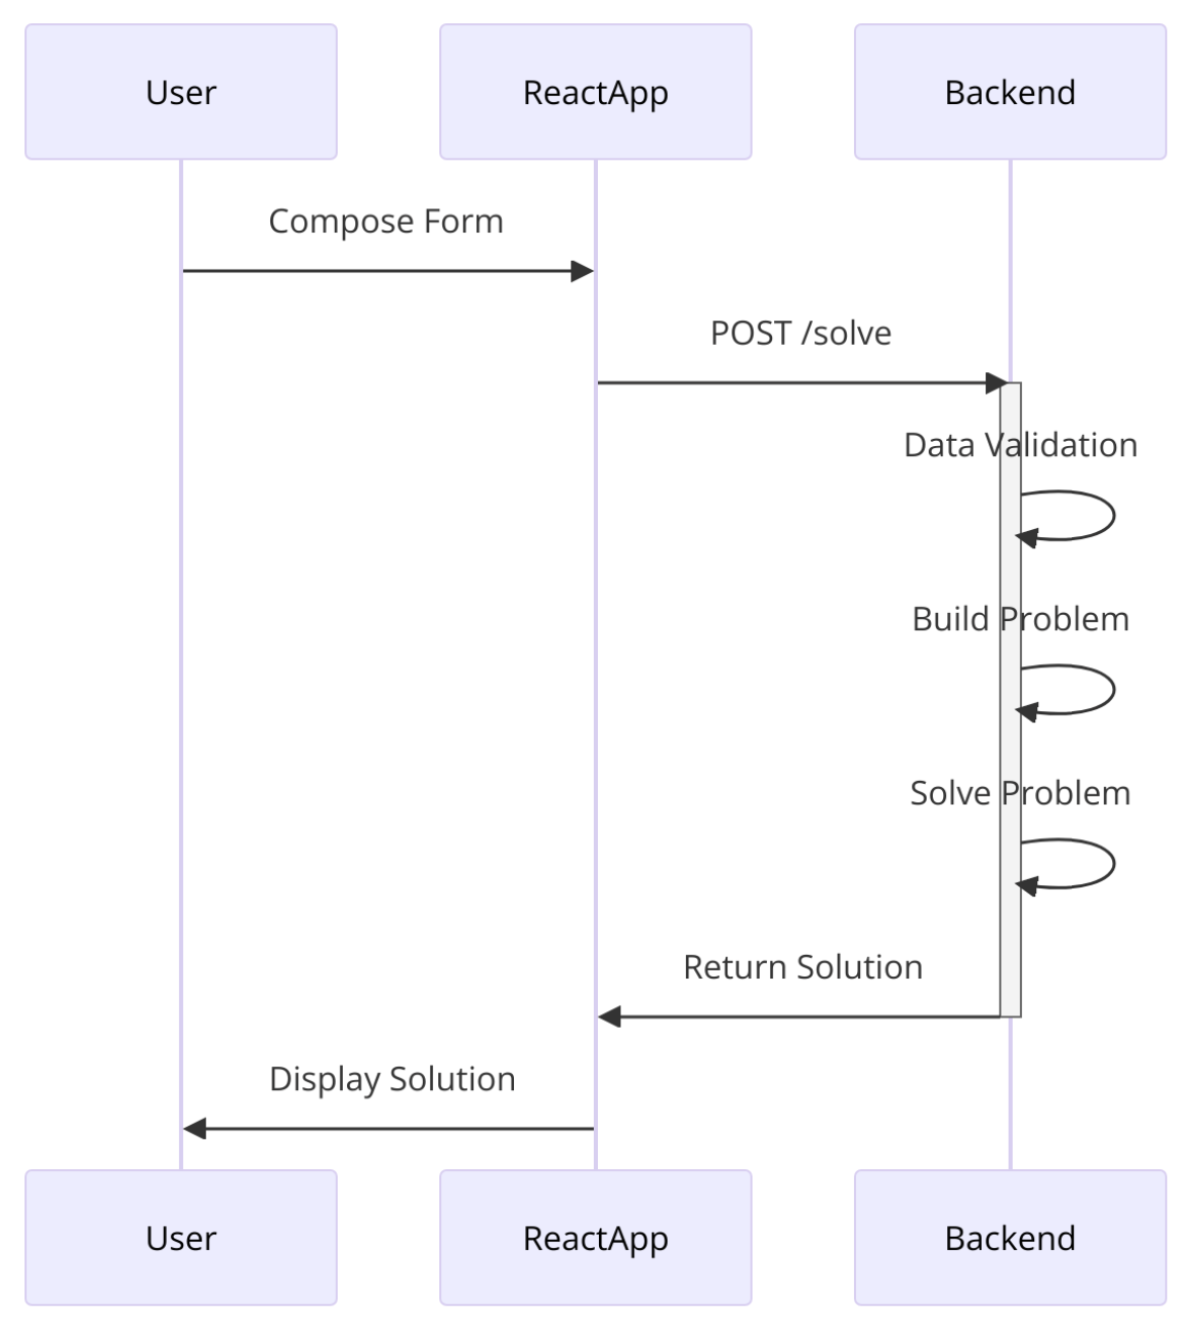 User
ReactApp
Backend
Compose Form
POST /solve
Data Validation
Build Problem
Solve Problem
Return Solution
Display Solution
User
ReactApp
Backend